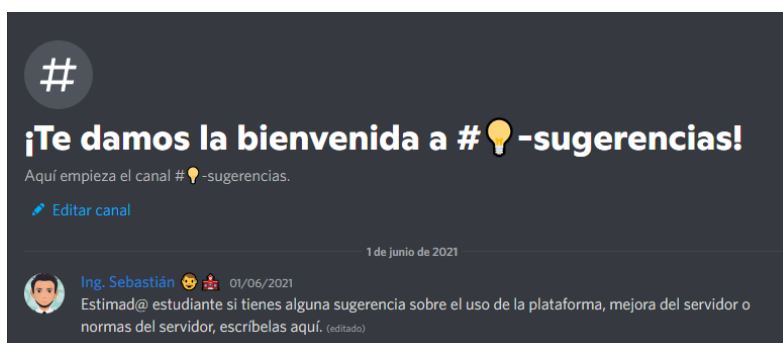 #
¡Te damos la bienvenida a #💡-sugerencias!
Aquí empieza el canal #💡-sugerencias.
Editar canal
1 de junio de 2021
Ing. Sebastián 01/06/2021
Estimad@ estudiante si tienes alguna sugerencia sobre el uso de la plataforma, mejora del servidor o
normas del servidor, escríbelas aquí. (editado)